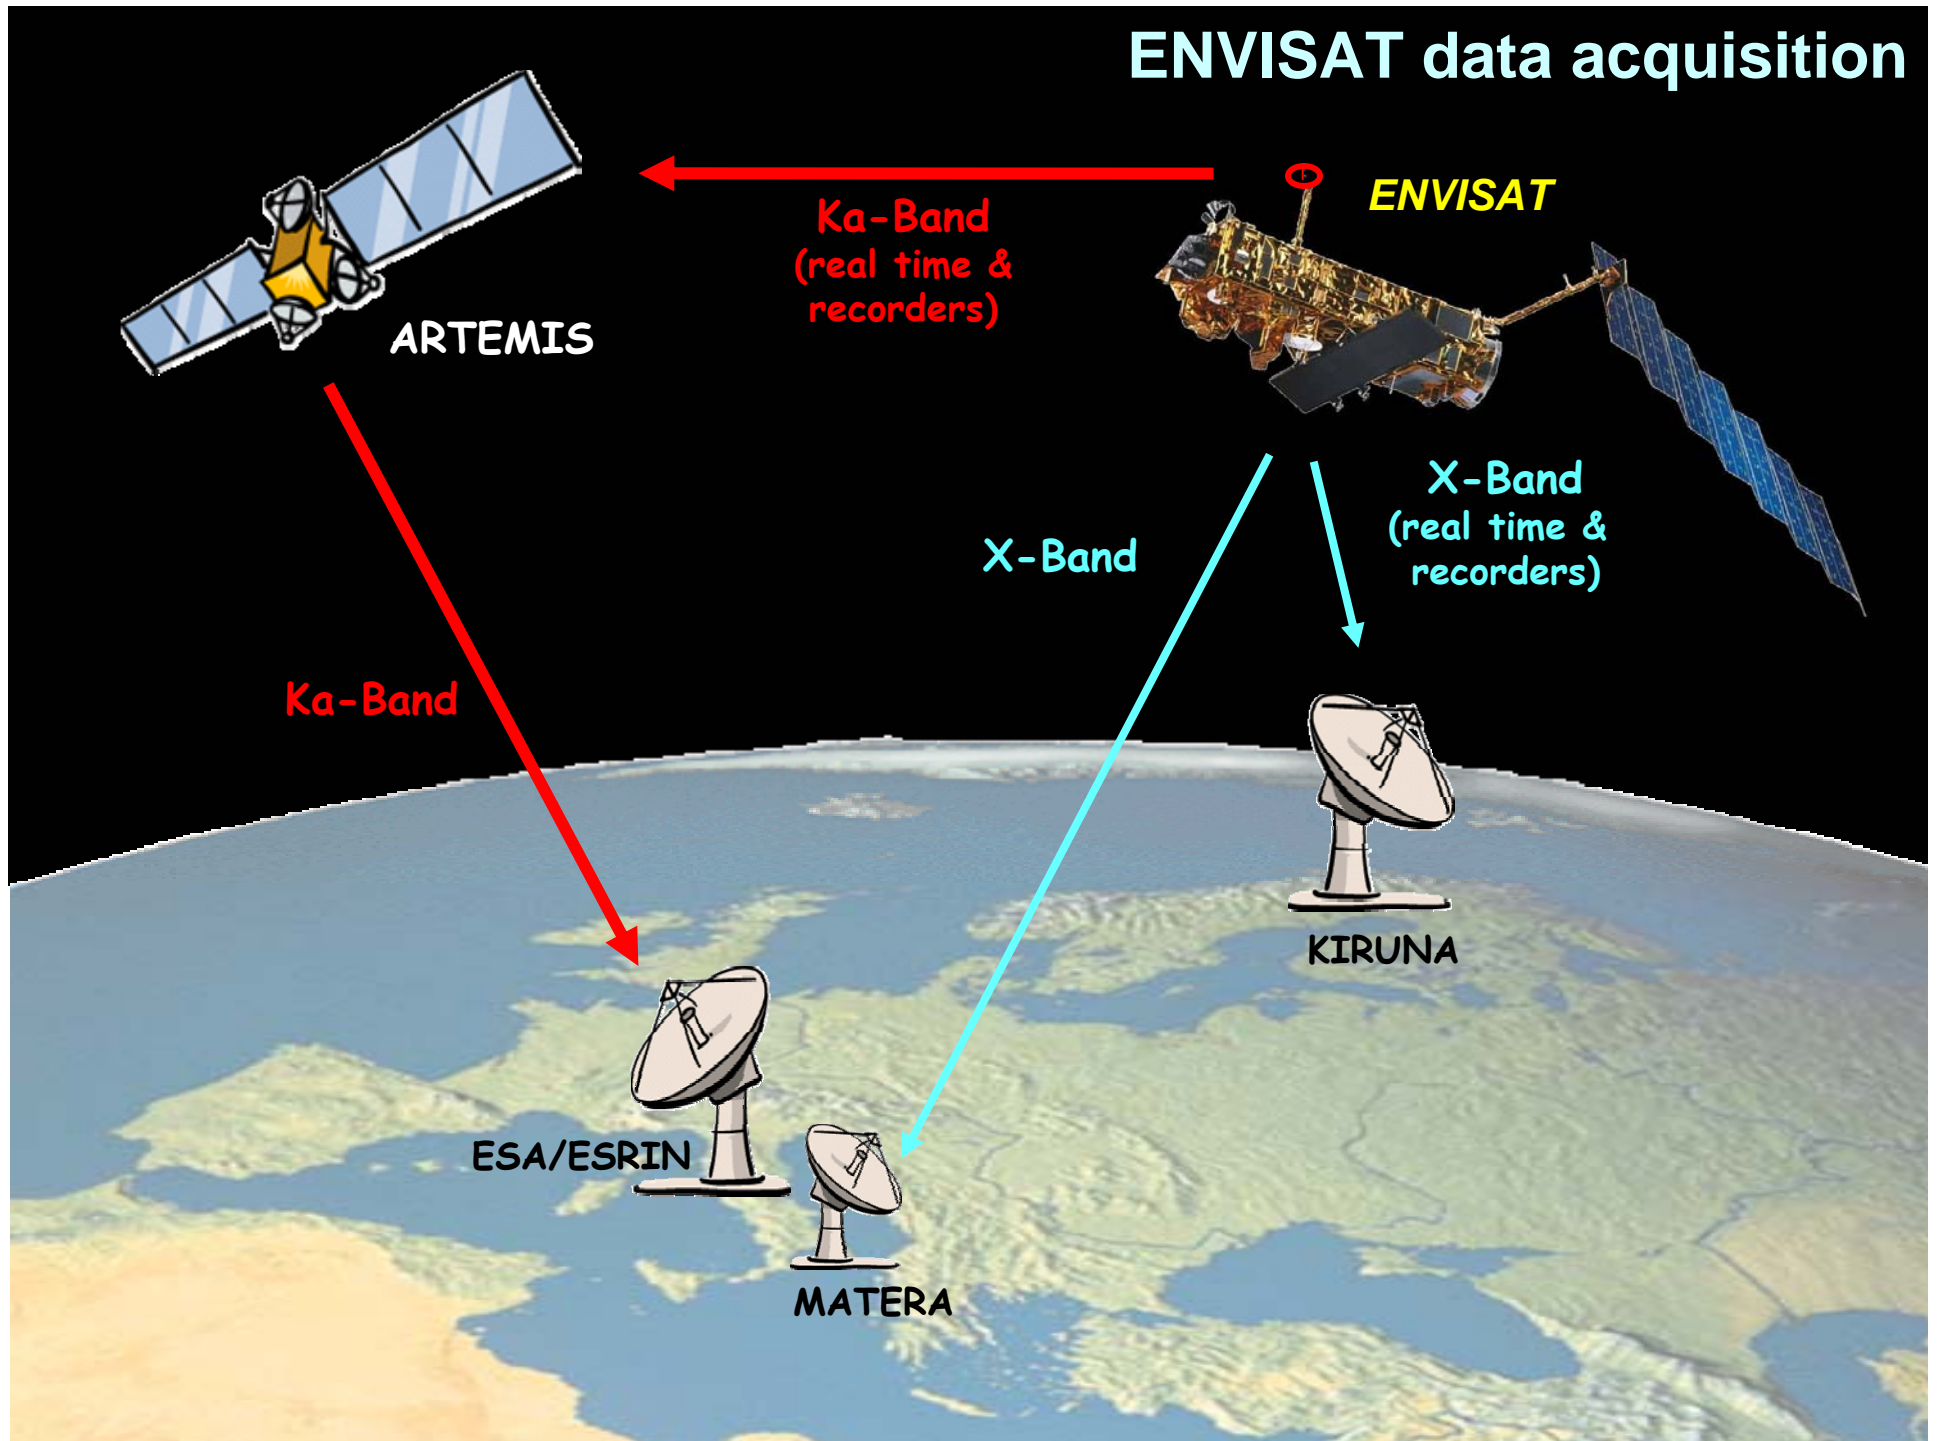 ENVISAT data acquisition
ENVISAT
Ka-Band
(real time &
recorders)
ARTEMIS
X-Band
(real time &
recorders)
X-Band
Ka-Band
KIRUNA
ESA/ESRIN
MATERA